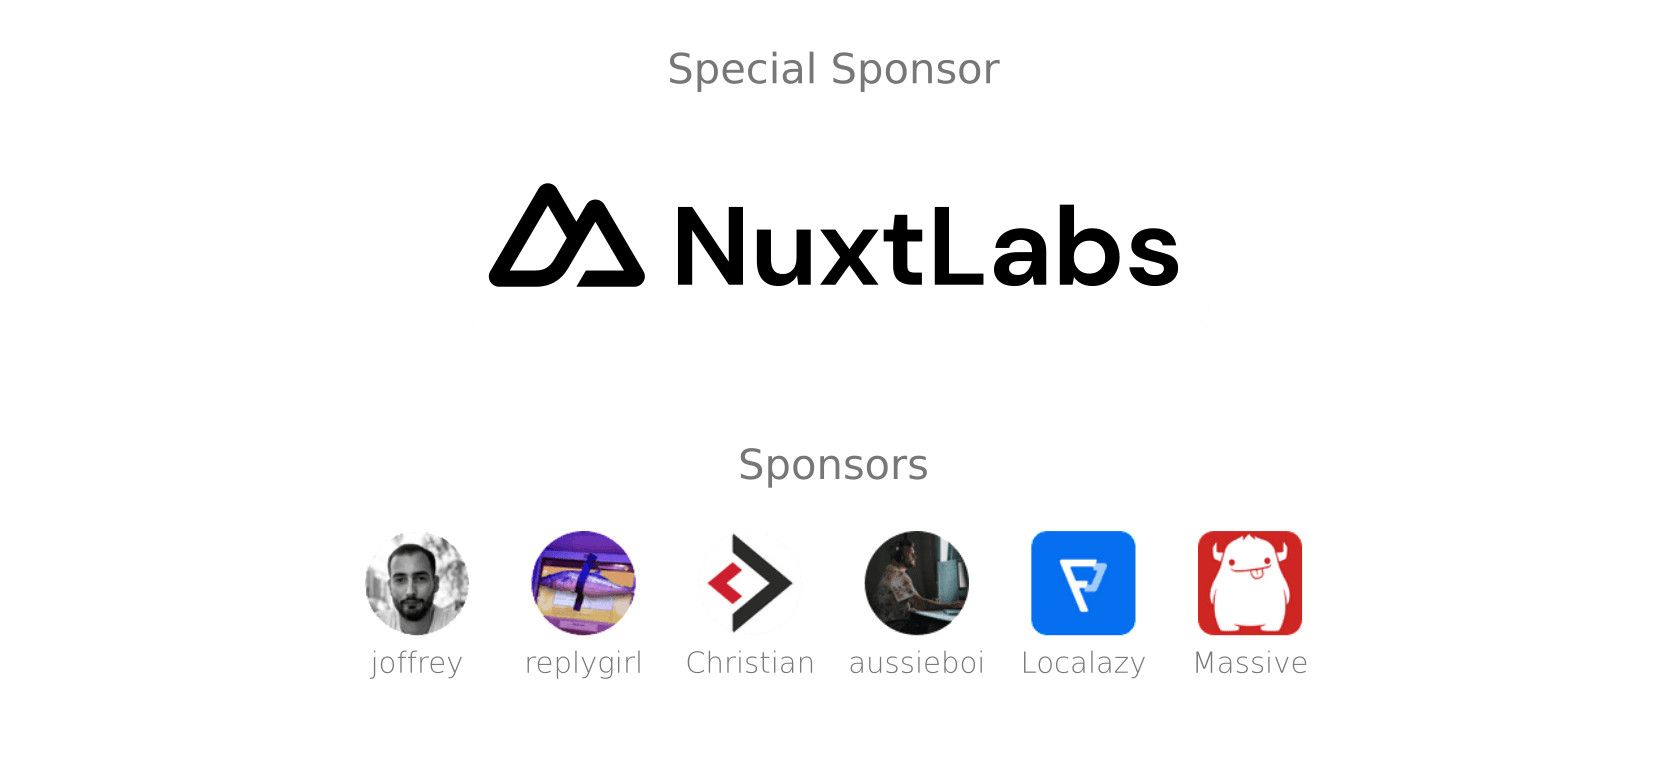 Special Sponsor
NuxtLabs
Sponsors
joffrey replygirl Christian aussieboi Localazy Massive